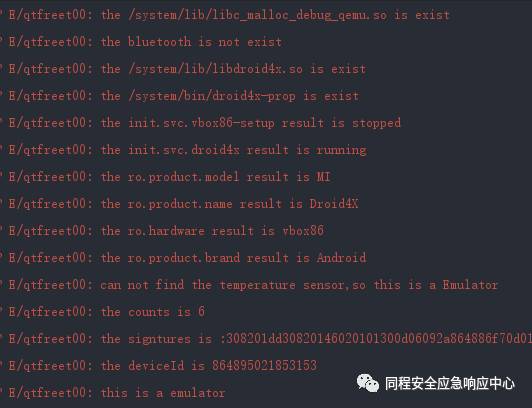 E/qtfreet00: the /system/lib/libc_malloc_debug_qemu.so is exist
E/qtfreet00: the bluetooth is not exist
E/qtfreet00: the /system/lib/libdroid4x.so is exist
E/qtfreet00: the /system/bin/droid4x-prop is exist
E/qtfreet00: the init.svc.vbox86-setup result is stopped
E/qtfreet00: the init.svc.droid4x result is running
E/qtfreet00: the ro.product.model result is MI
E/qtfreet00: the ro.product.name result is Droid4X
E/qtfreet00: the ro.hardware result is vbox86
E/qtfreet00: the ro.product.brand result is Android
E/qtfreet00: can not find the temperature sensor,so this is a Emulator
E/qtfreet00: the counts is 6
E/qtfreet00: the signtures is :308201dd30820146020101300d06092a864886f70d01
E/qtfreet00: the deviceId is 864895021853153
E/qtfreet00: this is a emulator
同程安全应急响应中心